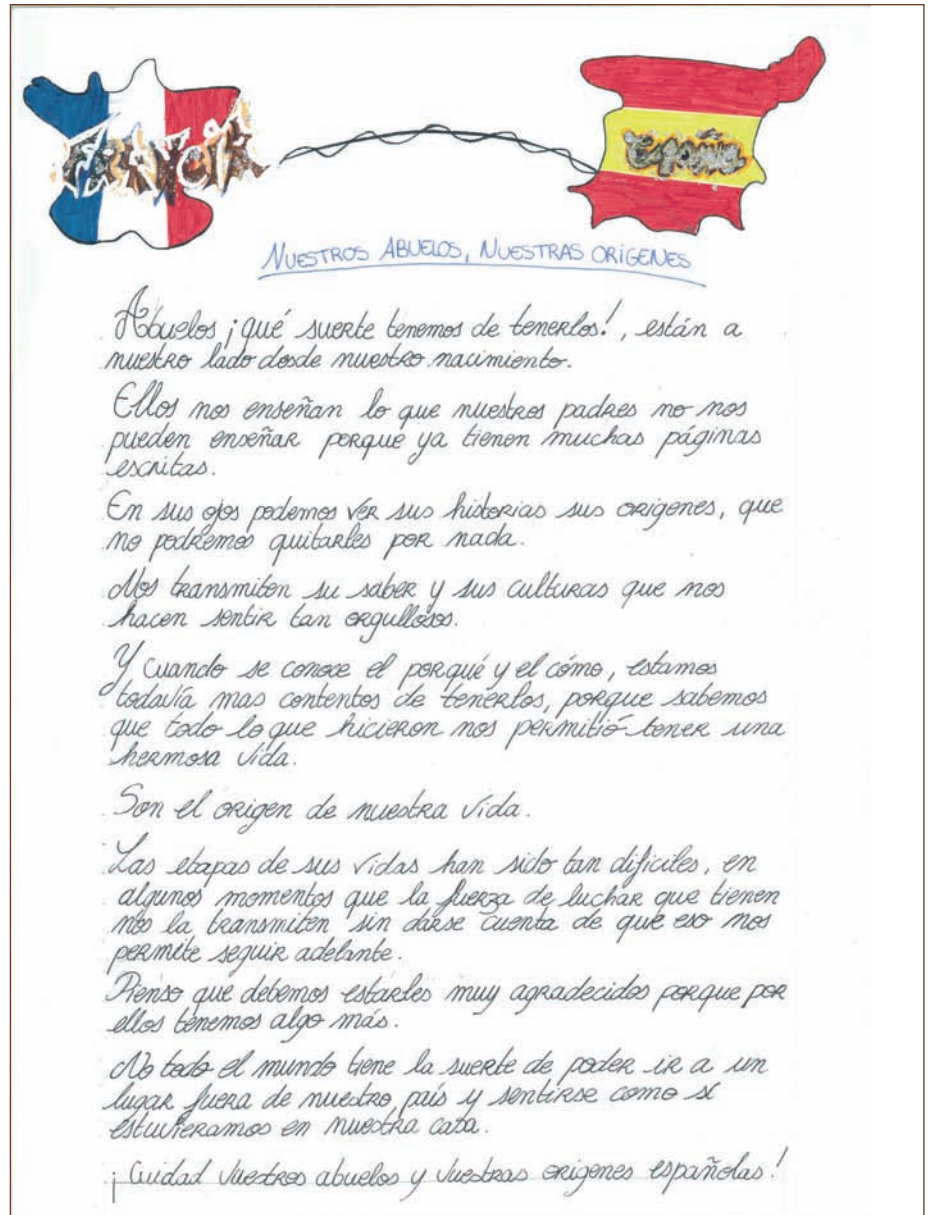 Francia
España
NUESTROS ABUELOS, NUESTRAS ORIGENES
Abuelos ¡qué suerte tenemos de tenerlos!, están a
nuestro lado desde nuestro nacimiento.
Ellos nos enseñan lo que nuestros padres no nos
pueden enseñar porque ya tienen muchas páginas
escritas.
En sus ojos podemos ver sus historias sus origenes, que
no podremos quitarles por nada.
Nos transmiten su saber y sus culturas que nos
hacen sentir tan orgullosos.
Y cuando se conoce el porqué y el cómo, estamos
todavía mas contentos de tenerlos, porque sabemos
que todo lo que hicieron nos permitió tener una
hermosa vida.
Son el origen de nuestra vida.
Las etapas de sus vidas han sido tan dificiles, en
algunos momentos que la fuerza de luchar que tienen
nos la transmiten sin darse cuenta de que eso nos
permite seguir adelante.
Pienso que debemos estarles muy agradecidos porque por
ellos tenemos algo más.
No todo el mundo tiene la suerte de poder ir a un
lugar fuera de nuestro país y sentirse como si
estuvieramos en nuestra casa.
¡Cuidad vuestros abuelos y vuestras origenes españolas!